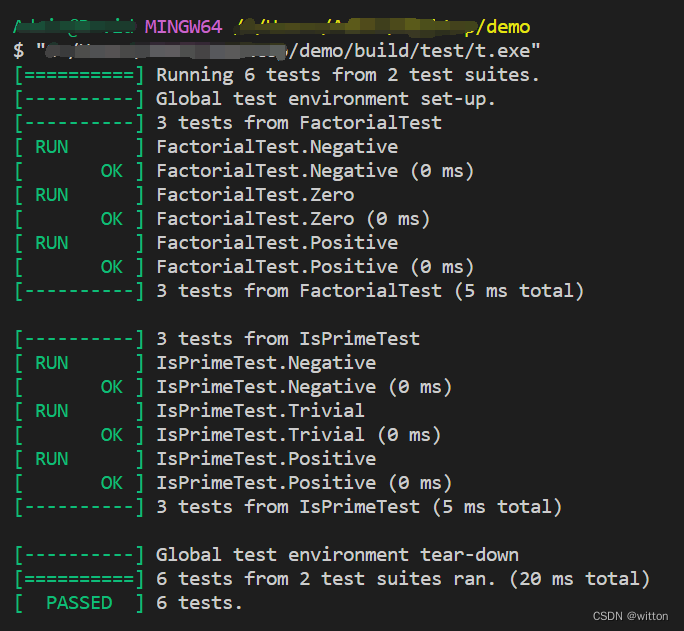 MINGW64 /demo
$ "/demo/build/test/t.exe"
[==========] Running 6 tests from 2 test suites.
[----------] Global test environment set-up.
[----------] 3 tests from FactorialTest
[ RUN      ] FactorialTest.Negative
[       OK ] FactorialTest.Negative (0 ms)
[ RUN      ] FactorialTest.Zero
[       OK ] FactorialTest.Zero (0 ms)
[ RUN      ] FactorialTest.Positive
[       OK ] FactorialTest.Positive (0 ms)
[----------] 3 tests from FactorialTest (5 ms total)
[----------] 3 tests from IsPrimeTest
[ RUN      ] IsPrimeTest.Negative
[       OK ] IsPrimeTest.Negative (0 ms)
[ RUN      ] IsPrimeTest.Trivial
[       OK ] IsPrimeTest.Trivial (0 ms)
[ RUN      ] IsPrimeTest.Positive
[       OK ] IsPrimeTest.Positive (0 ms)
[----------] 3 tests from IsPrimeTest (5 ms total)
[----------] Global test environment tear-down
[==========] 6 tests from 2 test suites ran. (20 ms total)
[  PASSED  ] 6 tests.
CSDN @witton